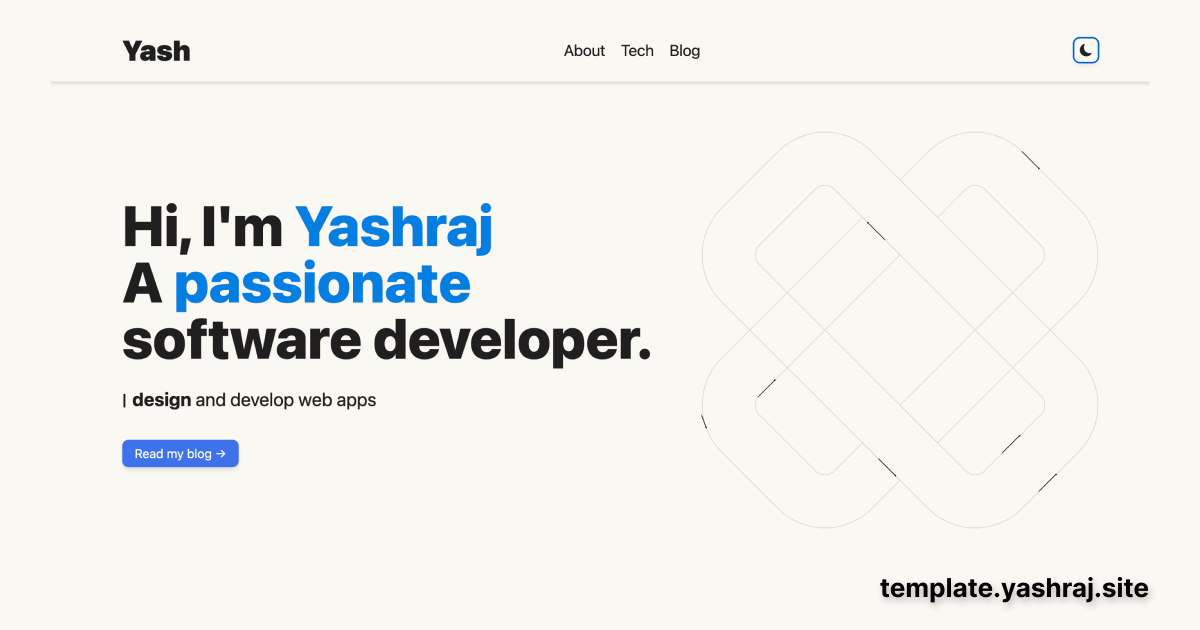 Yash
About Tech Blog
Hi, I'm Yashraj
A passionate
software developer.
I design and develop web apps
Read my blog →
template.yashraj.site